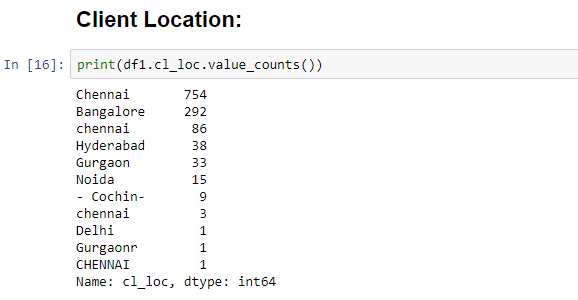 Client Location:
In [16]: print(df1.cl_loc.value_counts())
Chennai 754
Bangalore 292
chennai 86
Hyderabad 38
Gurgaon 33
Noida 15
- Cochin- 9
chennai 3
Delhi 1
Gurgaonr 1
CHENNAI 1
Name: cl_loc, dtype: int64